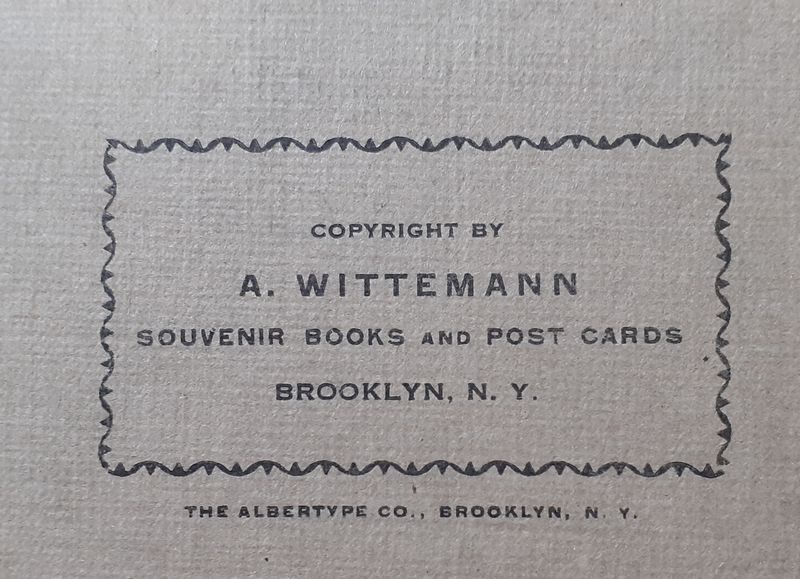 COPYRIGHT BY
A. WITTEMANN
SOUVENIR BOOKS AND POST CARDS
BROOKLYN, N. Y.
THE ALBERTYPE CO., BROOKLYN, N. Y.